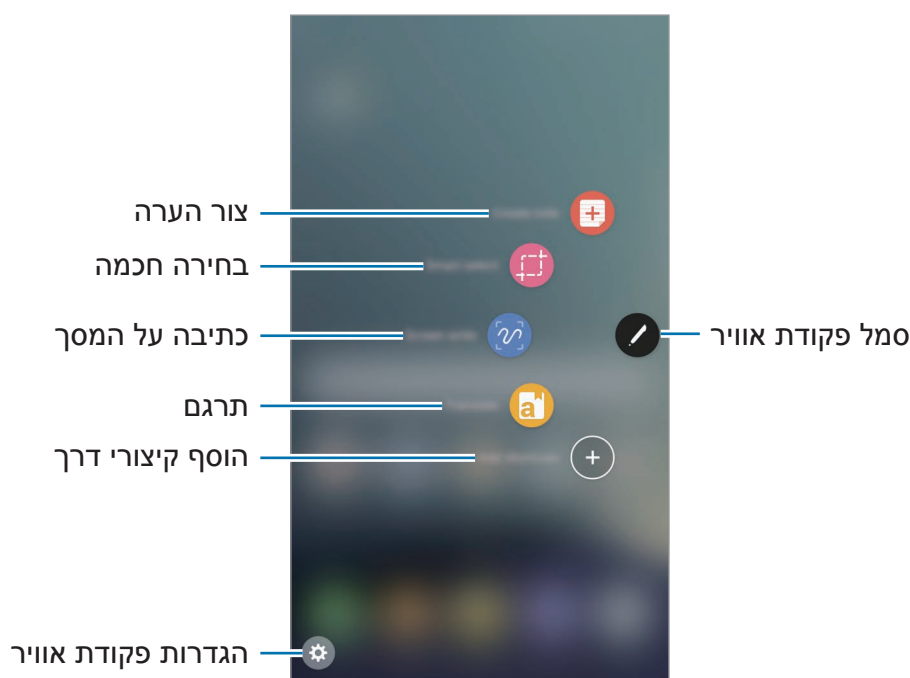 צור הערה
בחירה חכמה
כתיבה על המסך
סמל פקודת אוויר
תרגם
הוסף קיצורי דרך
הגדרות פקודת אוויר